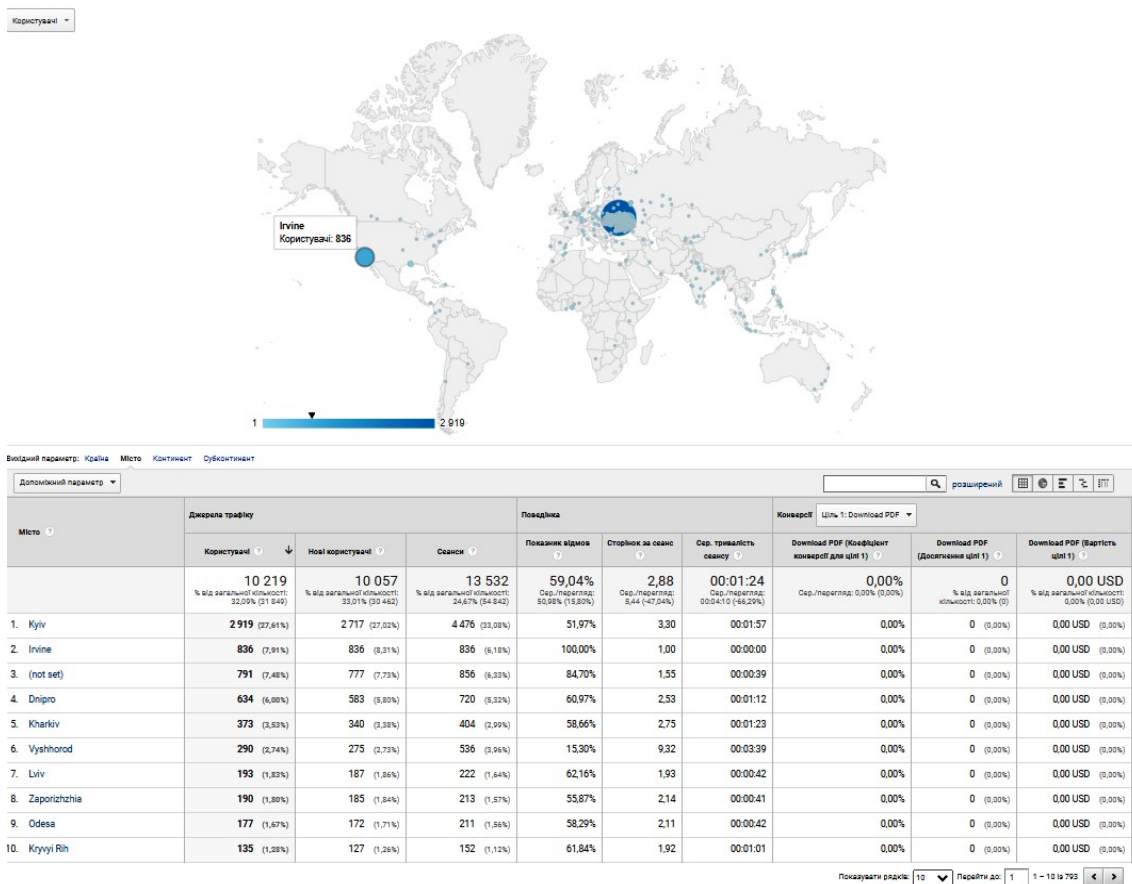 Користувачі
Irvine
Користувачі: 836
1 2 919
Вихідний параметр: Країна Місто Континент Субконтинент
Допоміжний параметр
розширений
Місто
Джерела трафіку
Поведінка
Конверсії Ціль 1: Download PDF
Користувачі Нові користувачі Сеанси
Показник відмов
Сторінок за сеанс
Сер. тривалість сеансу
Download PDF (Коефіцієнт конверсії для цілі 1)
Download PDF (Досягнення цілі 1)
Download PDF (Вартість цілі 1)
10 219
% від загальної кількості: 32,09% (31 849)
10 057
% від загальної кількості: 33,01% (30 462)
13 532
% від загальної кількості: 24,67% (54 842)
59,04%
Сер./перегляд: 50,98% (15,80%)
2,88
Сер./перегляд: 5,44 (-47,04%)
00:01:24
Сер./перегляд: 00:04:10 (-66,29%)
0,00%
Сер./перегляд: 0,00% (0,00%)
0
% від загальної кількості: 0,00% (0)
0,00 USD
% від загальної кількості: 0,00% (0,00 USD)
1. Kyiv 2 919 (27,61%) 2 717 (27,02%) 4 476 (33,08%) 51,97% 3,30 00:01:57 0,00% 0 (0,00%) 0,00 USD (0,00%)
2. Irvine 836 (7,91%) 836 (8,31%) 836 (6,18%) 100,00% 1,00 00:00:00 0,00% 0 (0,00%) 0,00 USD (0,00%)
3. (not set) 791 (7,48%) 777 (7,73%) 856 (6,33%) 84,70% 1,55 00:00:39 0,00% 0 (0,00%) 0,00 USD (0,00%)
4. Dnipro 634 (6,00%) 583 (5,80%) 720 (5,32%) 60,97% 2,53 00:01:12 0,00% 0 (0,00%) 0,00 USD (0,00%)
5. Kharkiv 373 (3,53%) 340 (3,38%) 404 (2,99%) 58,66% 2,75 00:01:23 0,00% 0 (0,00%) 0,00 USD (0,00%)
6. Vyshhorod 290 (2,74%) 275 (2,73%) 536 (3,96%) 15,30% 9,32 00:03:39 0,00% 0 (0,00%) 0,00 USD (0,00%)
7. Lviv 193 (1,83%) 187 (1,86%) 222 (1,64%) 62,16% 1,93 00:00:42 0,00% 0 (0,00%) 0,00 USD (0,00%)
8. Zaporizhzhia 190 (1,80%) 185 (1,84%) 213 (1,57%) 55,87% 2,14 00:00:41 0,00% 0 (0,00%) 0,00 USD (0,00%)
9. Odesa 177 (1,67%) 172 (1,71%) 211 (1,56%) 58,29% 2,11 00:00:42 0,00% 0 (0,00%) 0,00 USD (0,00%)
10. Kryvyi Rih 135 (1,28%) 127 (1,26%) 152 (1,12%) 61,84% 1,92 00:01:01 0,00% 0 (0,00%) 0,00 USD (0,00%)
Показувати рядків: 10 Перейти до: 1 1 – 10 із 793